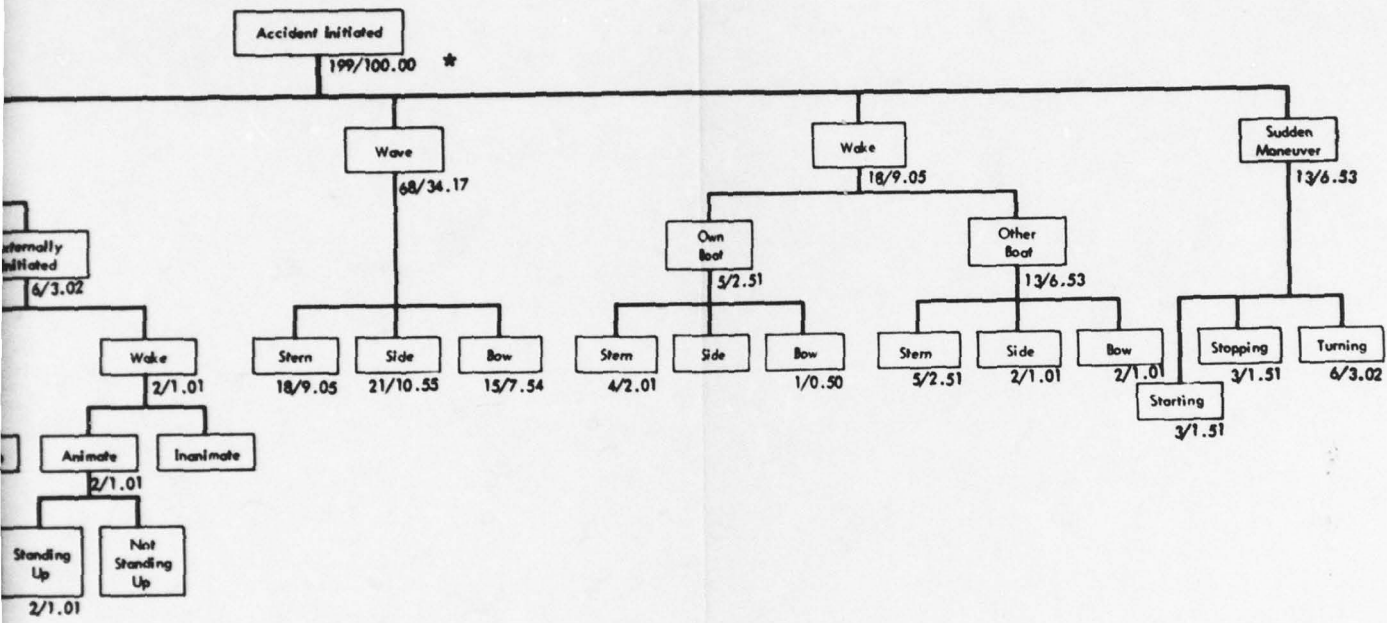 Accident Initiated
199/100.00 *
Wave
68/34.17
Wake
18/9.05
Sudden
Maneuver
13/6.53
Initiated
6/3.02
Own
Boat
5/2.51
Other
Boat
13/6.53
Wake
2/1.01
Stern
18/9.05
Side
21/10.55
Bow
15/7.54
Stern
4/2.01
Side
Bow
1/0.50
Stern
5/2.51
Side
2/1.01
Bow
2/1.01
Starting
3/1.51
Stopping
3/1.51
Turning
6/3.02
Animate
2/1.01
Inanimate
Standing
Up
2/1.01
Not
Standing
Up